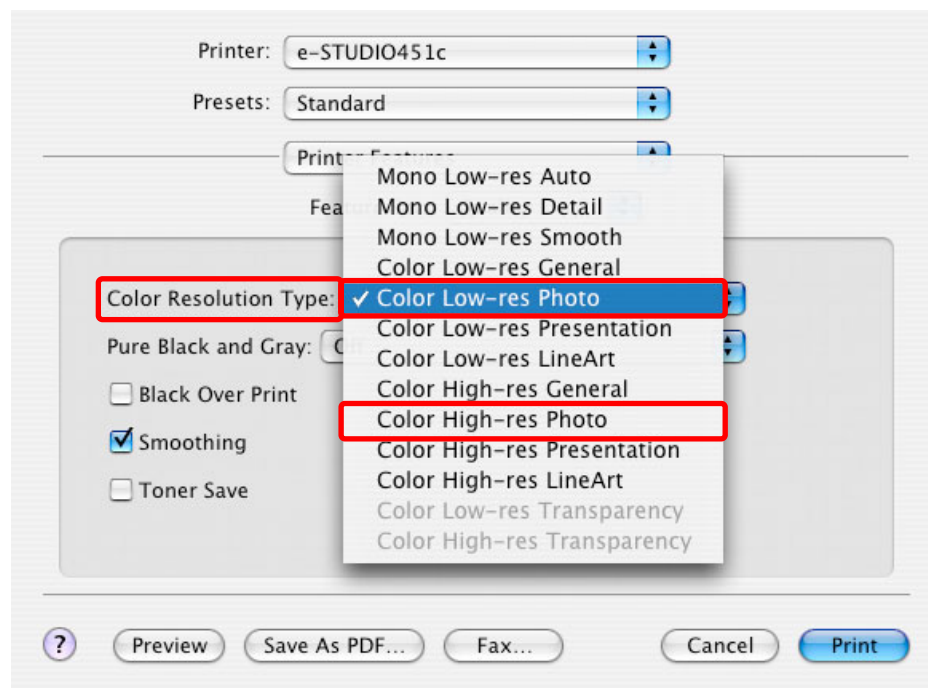 Printer: e-STUDIO451c
Presets: Standard
Printer Features
Mono Low-res Auto
Mono Low-res Detail
Mono Low-res Smooth
Color Low-res General
Color Resolution Type: ✓ Color Low-res Photo
Color Low-res Presentation
Pure Black and Gray:
Color Low-res LineArt
Color High-res General
Black Over Print
Color High-res Photo
Smoothing
Color High-res Presentation
Color High-res LineArt
Toner Save
Color Low-res Transparency
Color High-res Transparency
? Preview Save As PDF... Fax... Cancel Print